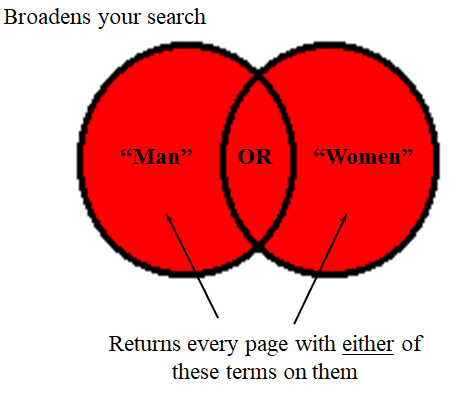 Broadens your search
“Man” OR “Women”
Returns every page with either of
these terms on them